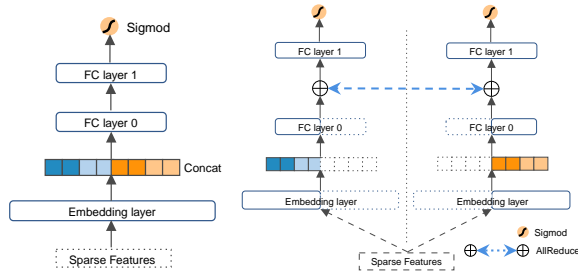 Sigmod
FC layer 1
FC layer 0
Concat
Embedding layer
Sparse Features
FC layer 1
FC layer 1
FC layer 0
FC layer 0
Embedding layer
Embedding layer
Sparse Features
Sigmod
AllReduce